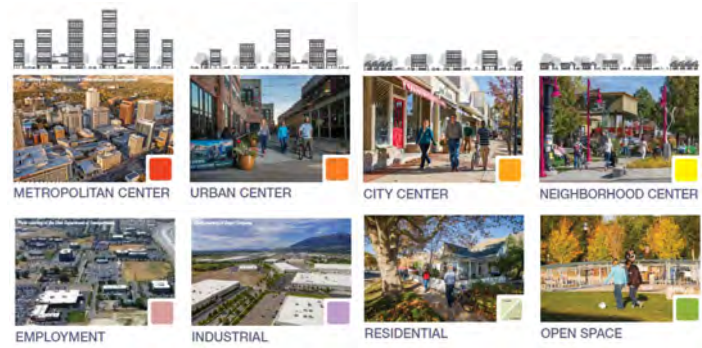 METROPOLITAN CENTER
URBAN CENTER
CITY CENTER
NEIGHBORHOOD CENTER
EMPLOYMENT
INDUSTRIAL
RESIDENTIAL
OPEN SPACE